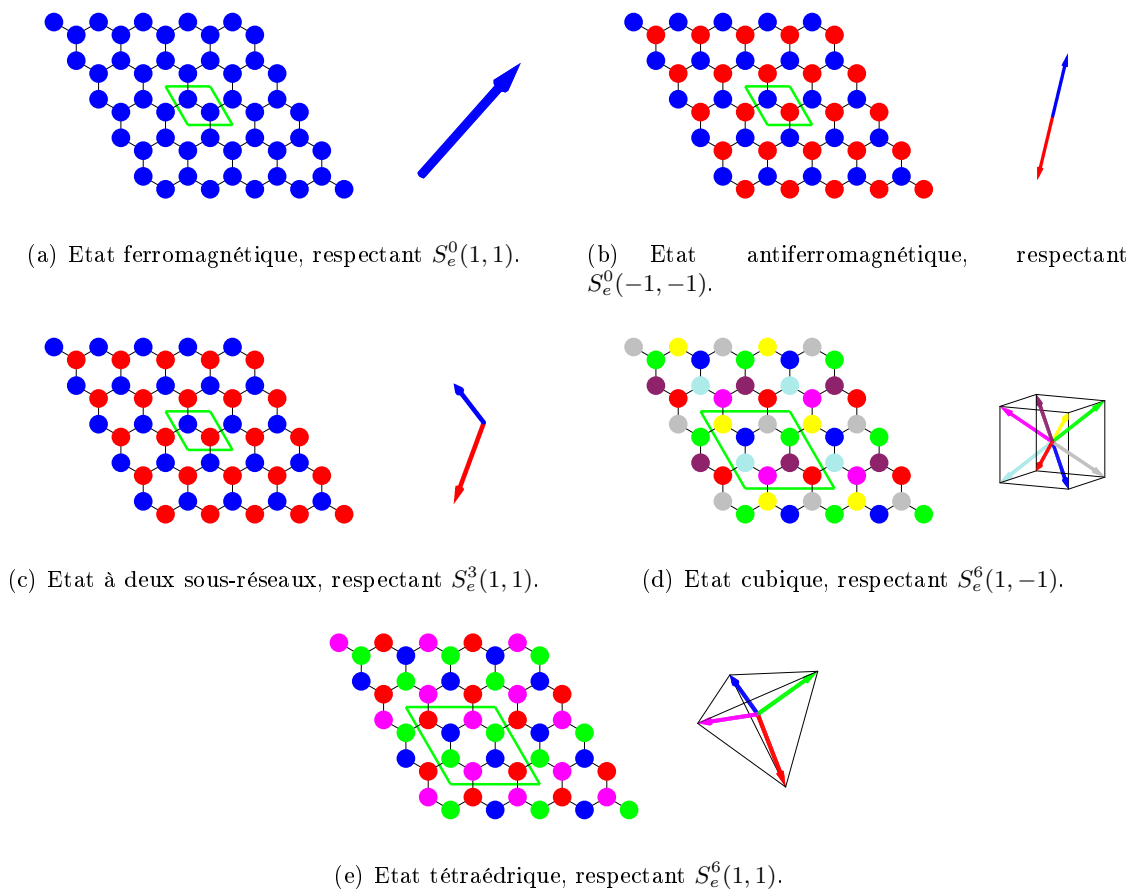 (a) Etat ferromagnétique, respectant $S_e^0(1,1)$.
(b) Etat antiferromagnétique, respectant
$S_e^0(-1,-1)$.
(c) Etat à deux sous-réseaux, respectant $S_e^3(1,1)$.
(d) Etat cubique, respectant $S_e^6(1,-1)$.
(e) Etat tétraédrique, respectant $S_e^6(1,1)$.